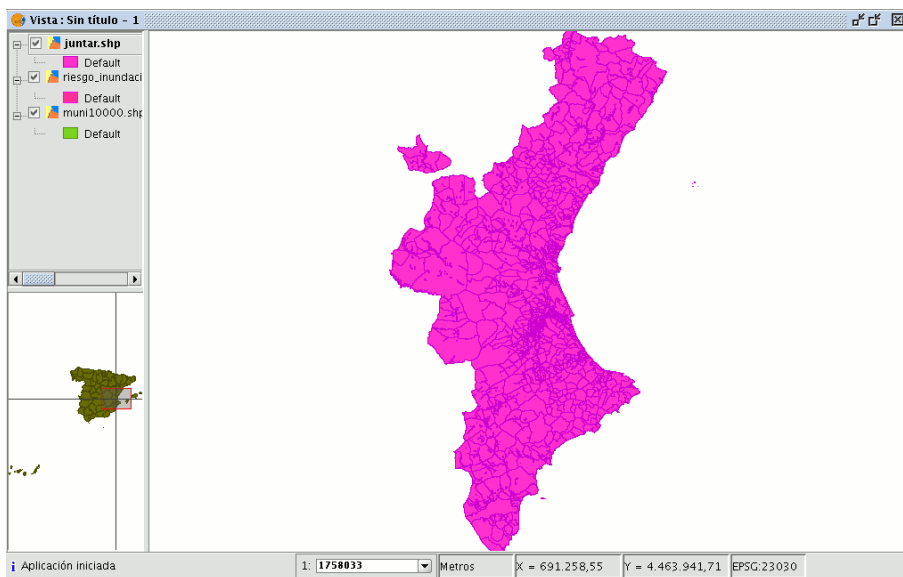 Vista : Sin título - 1
juntar.shp
Default
riesgo_inundaci
Default
muni10000.shp
Default
Aplicación iniciada
1: 1758033
Metros
X = 691.258,55
Y = 4.463.941,71
EPSG:23030